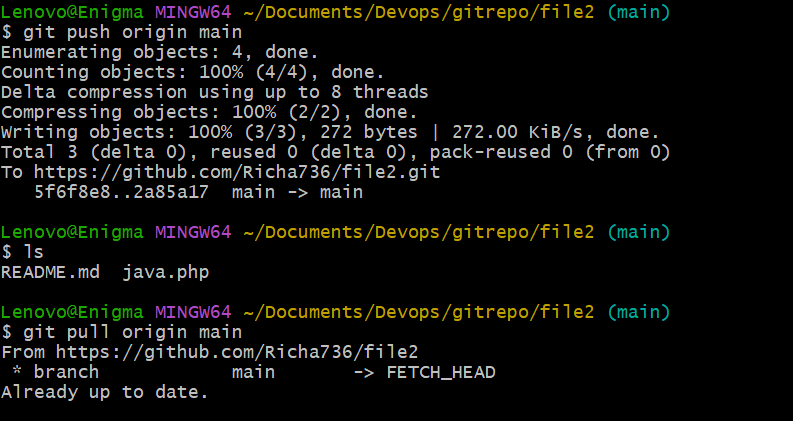 Lenovo@Enigma MINGW64 ~/Documents/Devops/gitrepo/file2 (main)
$ git push origin main
Enumerating objects: 4, done.
Counting objects: 100% (4/4), done.
Delta compression using up to 8 threads
Compressing objects: 100% (2/2), done.
Writing objects: 100% (3/3), 272 bytes | 272.00 KiB/s, done.
Total 3 (delta 0), reused 0 (delta 0), pack-reused 0 (from 0)
To https://github.com/Richa736/file2.git
   5f6f8e8..2a85a17  main -> main

Lenovo@Enigma MINGW64 ~/Documents/Devops/gitrepo/file2 (main)
$ ls
README.md  java.php

Lenovo@Enigma MINGW64 ~/Documents/Devops/gitrepo/file2 (main)
$ git pull origin main
From https://github.com/Richa736/file2
 * branch            main       -> FETCH_HEAD
Already up to date.